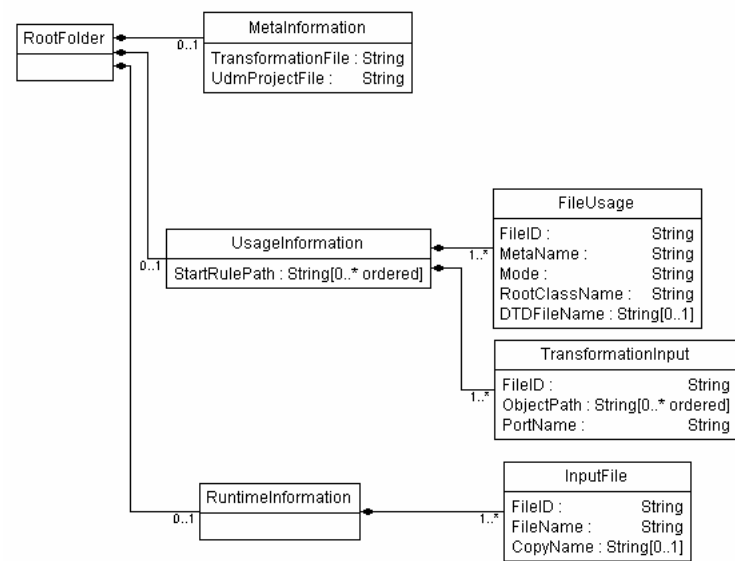 RootFolder
MetaInformation
TransformationFile : String
UdmProjectFile : String
0..1
UsageInformation
StartRulePath : String[0..* ordered]
0..1
FileUsage
FileID : String
MetaName : String
Mode : String
RootClassName : String
DTDFileName : String[0..1]
1..*
TransformationInput
FileID : String
ObjectPath : String[0..* ordered]
PortName : String
1..*
RuntimeInformation
0..1
InputFile
FileID : String
FileName : String
CopyName : String[0..1]
1..*